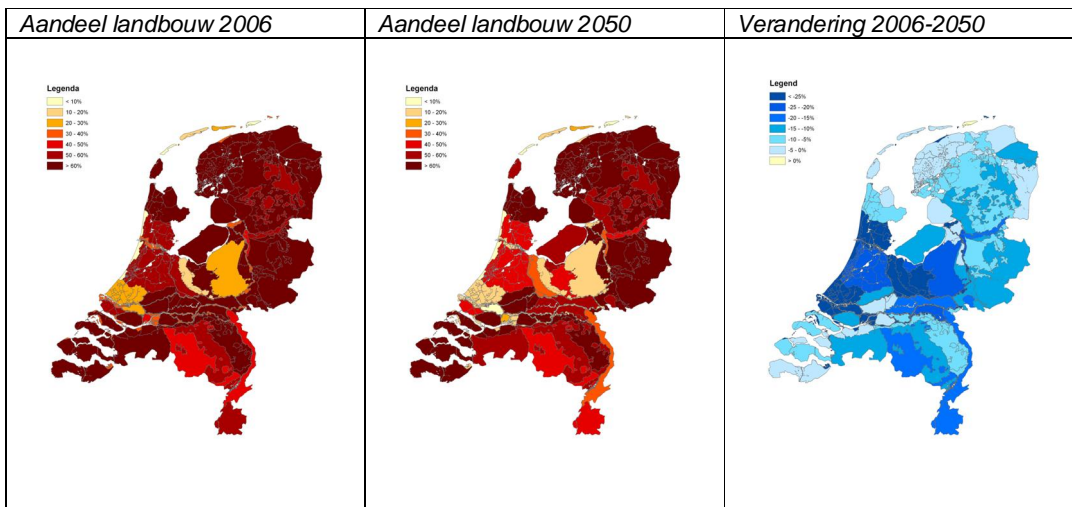 Aandeel landbouw 2006
Aandeel landbouw 2050
Verandering 2006-2050
Legenda
< 10%
10 - 20%
20 - 30%
30 - 40%
40 - 50%
50 - 60%
> 60%
Legenda
< 10%
10 - 20%
20 - 30%
30 - 40%
40 - 50%
50 - 60%
> 60%
Legend
< -25%
-25 - -20%
-20 - -15%
-15 - -10%
-10 - -5%
-5 - 0%
> 0%